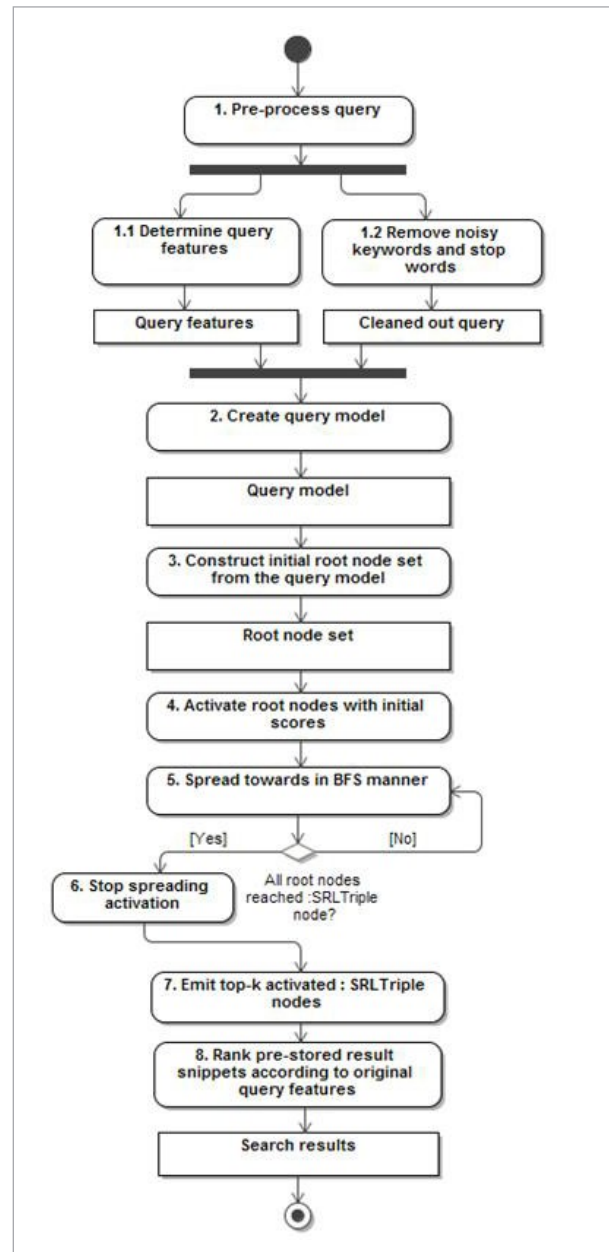 1. Pre-process query
1.1 Determine query
features
1.2 Remove noisy
keywords and stop
words
Query features
Cleaned out query
2. Create query model
Query model
3. Construct initial root node set
from the query model
Root node set
4. Activate root nodes with initial
scores
5. Spread towards in BFS manner
[Yes]
[No]
All root nodes
reached :SRLTriple
node?
6. Stop spreading
activation
7. Emit top-k activated : SRLTriple
nodes
8. Rank pre-stored result
snippets according to original
query features
Search results